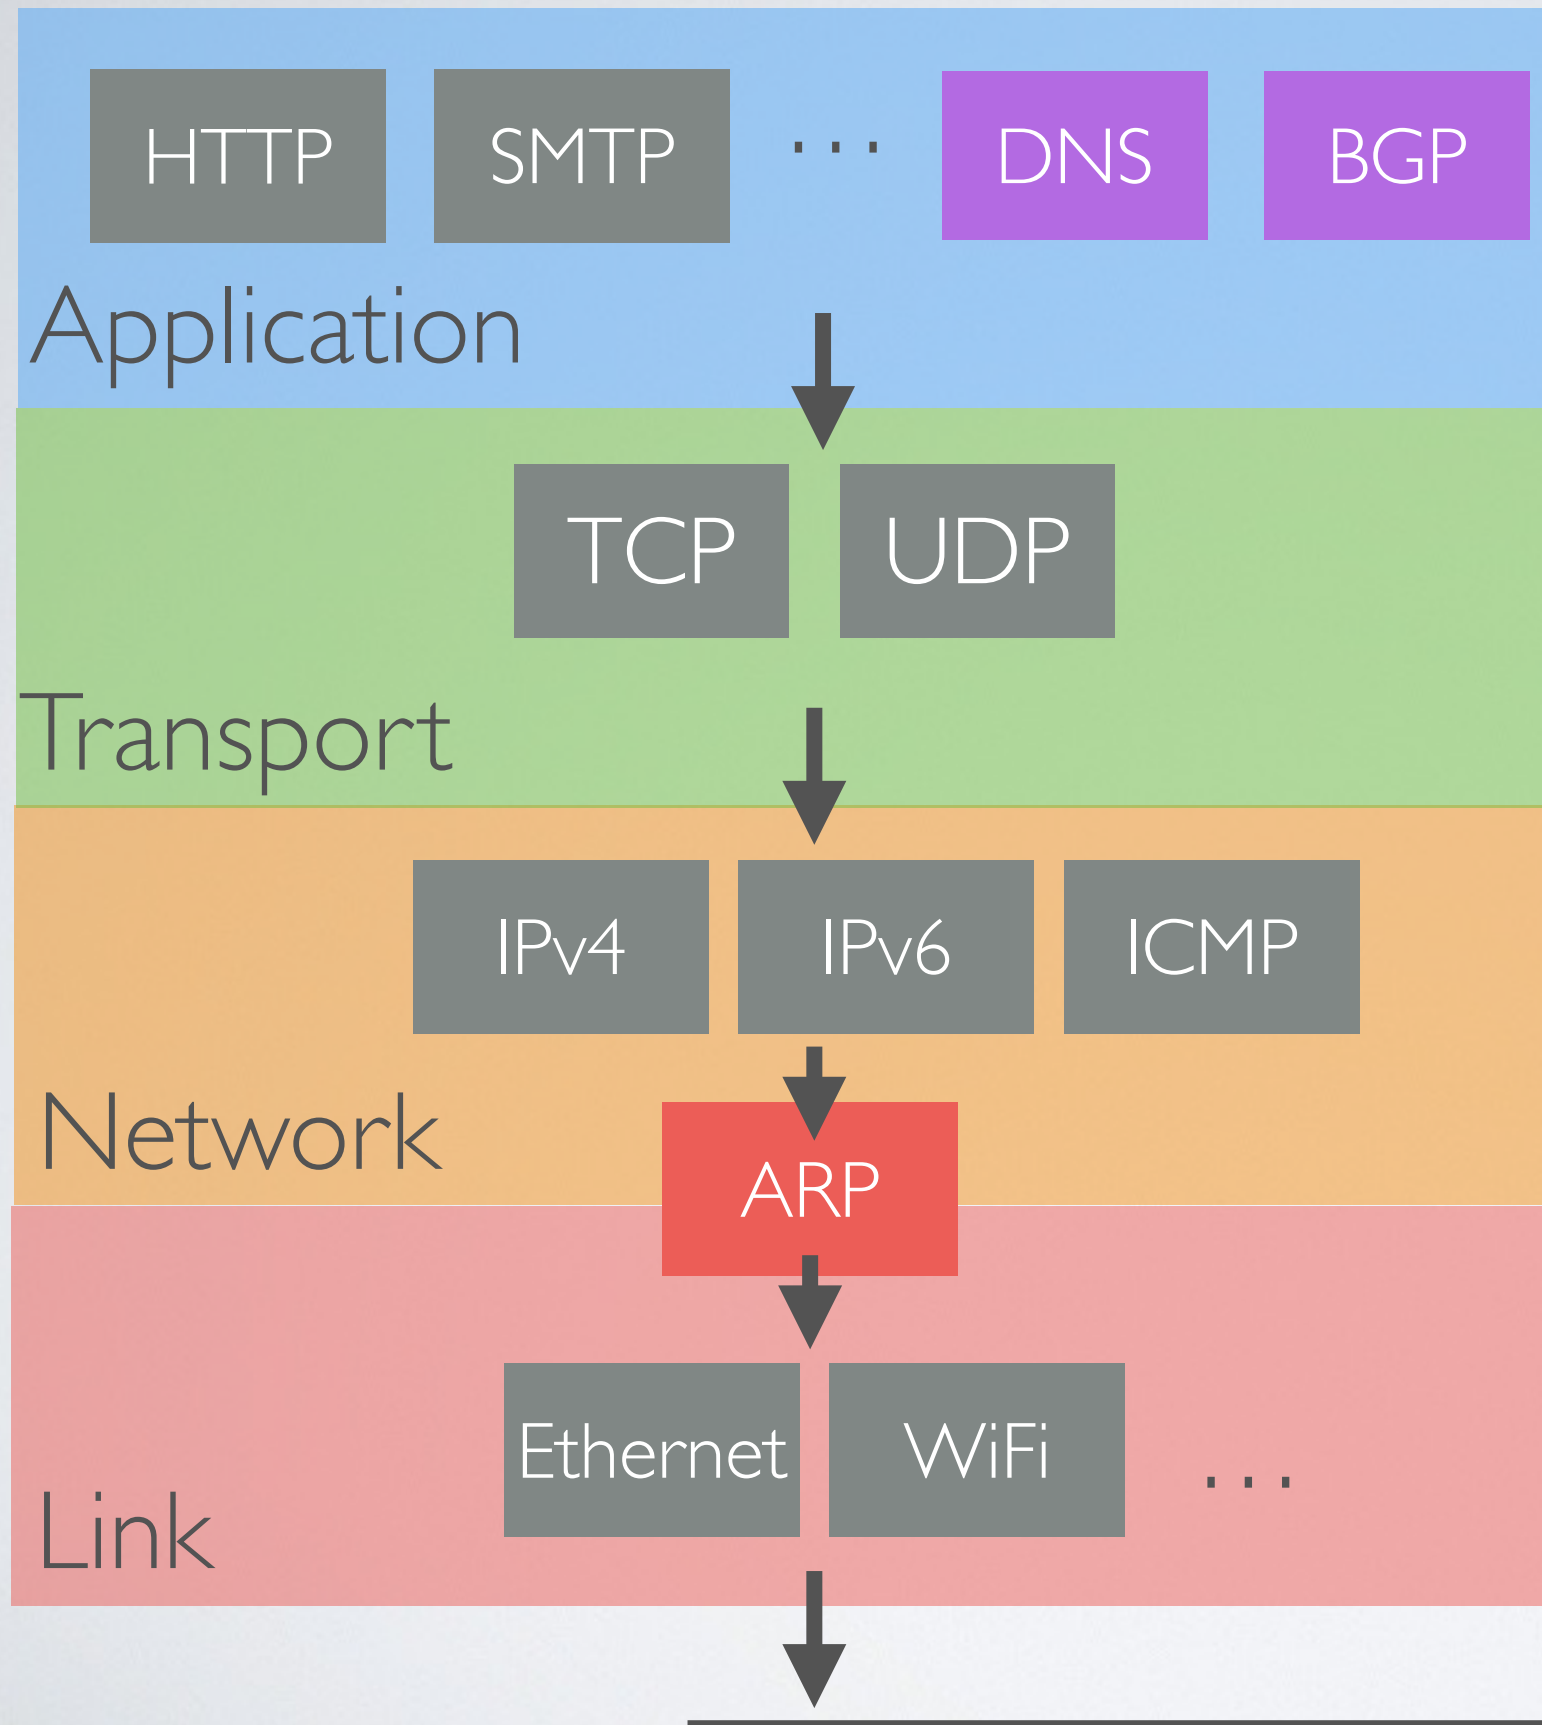 HTTP SMTP ... DNS BGP
Application
TCP UDP
Transport
IPv4 IPv6 ICMP
Network
ARP
Ethernet WiFi ...
Link